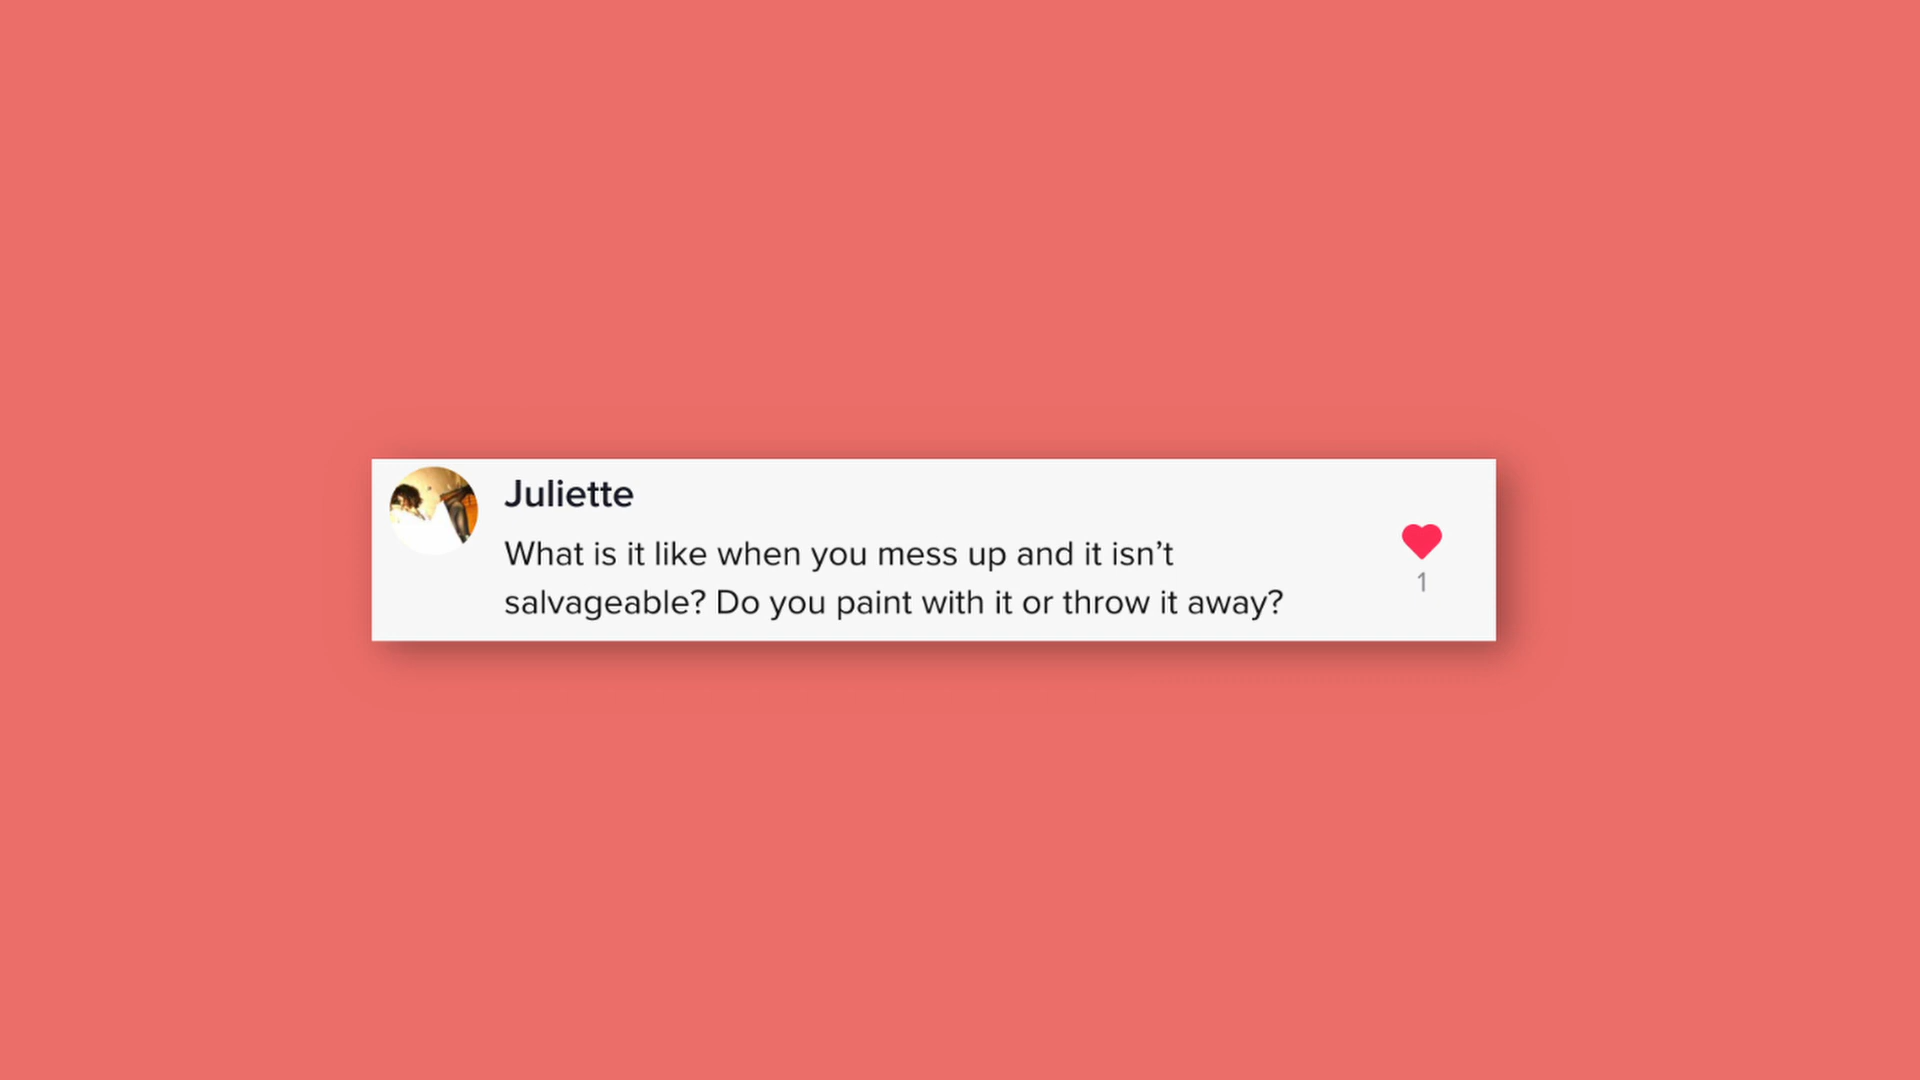 Juliette
What is it like when you mess up and it isn’t
salvageable? Do you paint with it or throw it away?
1